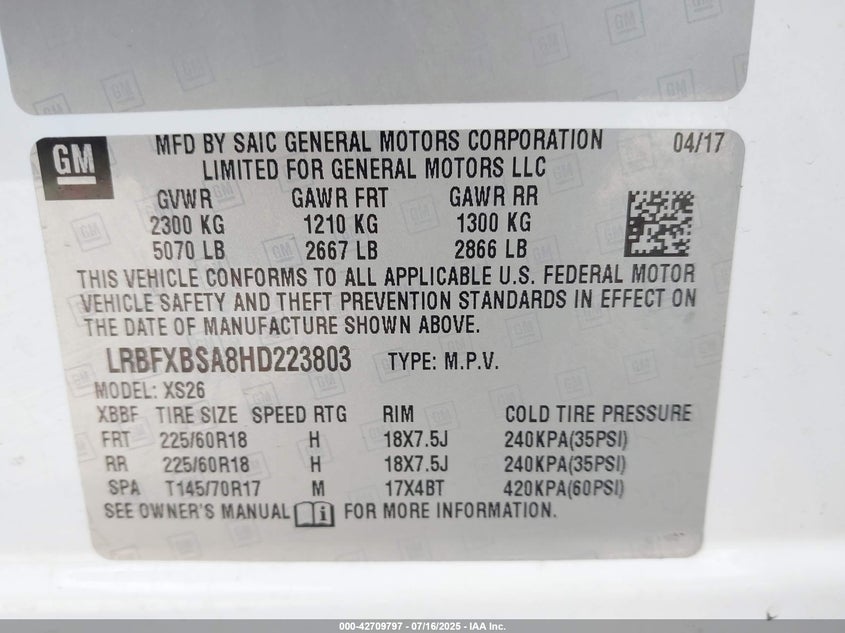 GM
MFD BY SAIC GENERAL MOTORS CORPORATION 04/17
LIMITED FOR GENERAL MOTORS LLC
GVWR GAWR FRT GAWR RR
2300 KG 1210 KG 1300 KG
5070 LB 2667 LB 2866 LB
THIS VEHICLE CONFORMS TO ALL APPLICABLE U.S. FEDERAL MOTOR
VEHICLE SAFETY AND THEFT PREVENTION STANDARDS IN EFFECT ON
THE DATE OF MANUFACTURE SHOWN ABOVE.
LRBFXBSA8HD223803 TYPE: M.P.V.
MODEL: XS26
XBBF TIRE SIZE SPEED RTG RIM COLD TIRE PRESSURE
FRT 225/60R18 H 18X7.5J 240KPA(35PSI)
RR 225/60R18 H 18X7.5J 240KPA(35PSI)
SPA T145/70R17 M 17X4BT 420KPA(60PSI)
SEE OWNER'S MANUAL i FOR MORE INFORMATION.
000-42709797 - 07/16/2025 - IAA Inc.